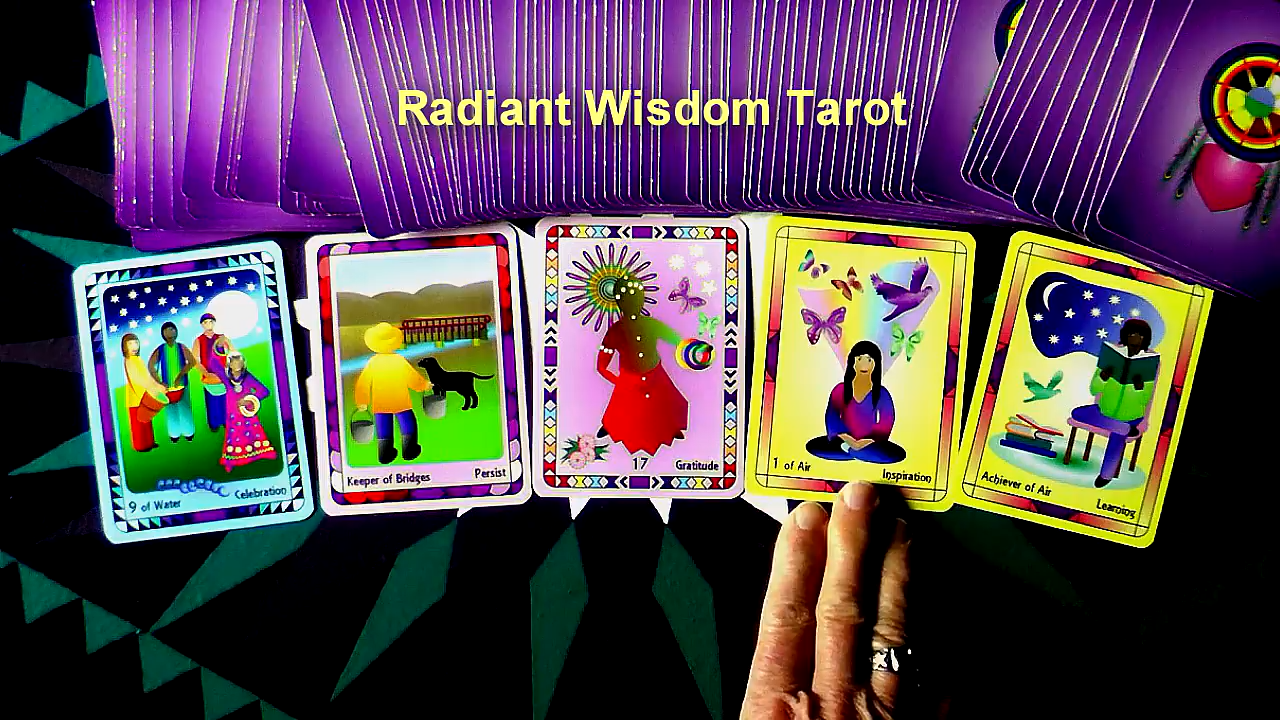 Radiant Wisdom Tarot
9 of Water Celebration
Keeper of Bridges Persist
17 Gratitude
1 of Air Inspiration
Achiever of Air Learning